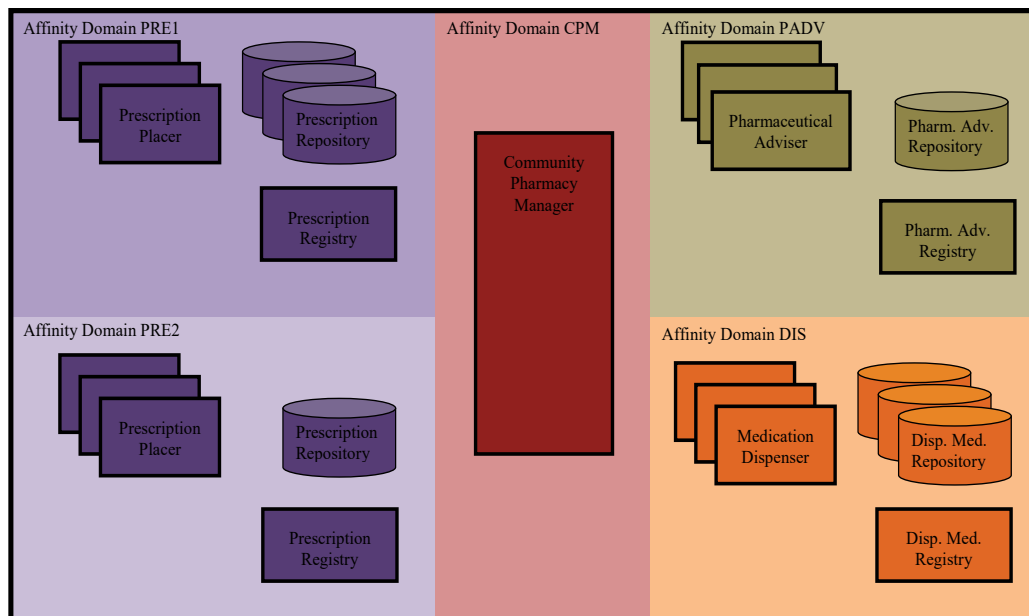 Affinity Domain PRE1
Prescription
Placer
Prescription
Repository
Prescription
Registry
Affinity Domain CPM
Community
Pharmacy
Manager
Affinity Domain PADV
Pharmaceutical
Adviser
Pharm. Adv.
Repository
Pharm. Adv.
Registry
Affinity Domain PRE2
Prescription
Placer
Prescription
Repository
Prescription
Registry
Affinity Domain DIS
Medication
Dispenser
Disp. Med.
Repository
Disp. Med.
Registry